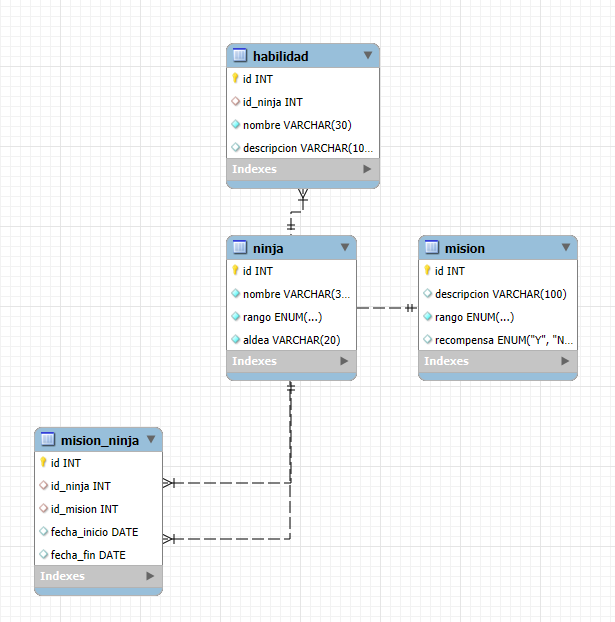 habilidad
id INT
id_ninja INT
nombre VARCHAR(30)
descripcion VARCHAR(10...
Indexes
ninja
id INT
nombre VARCHAR(3...
rango ENUM(...)
aldea VARCHAR(20)
Indexes
mision
id INT
descripcion VARCHAR(100)
rango ENUM(...)
recompensa ENUM("Y", "N...
Indexes
mision_ninja
id INT
id_ninja INT
id_mision INT
fecha_inicio DATE
fecha_fin DATE
Indexes